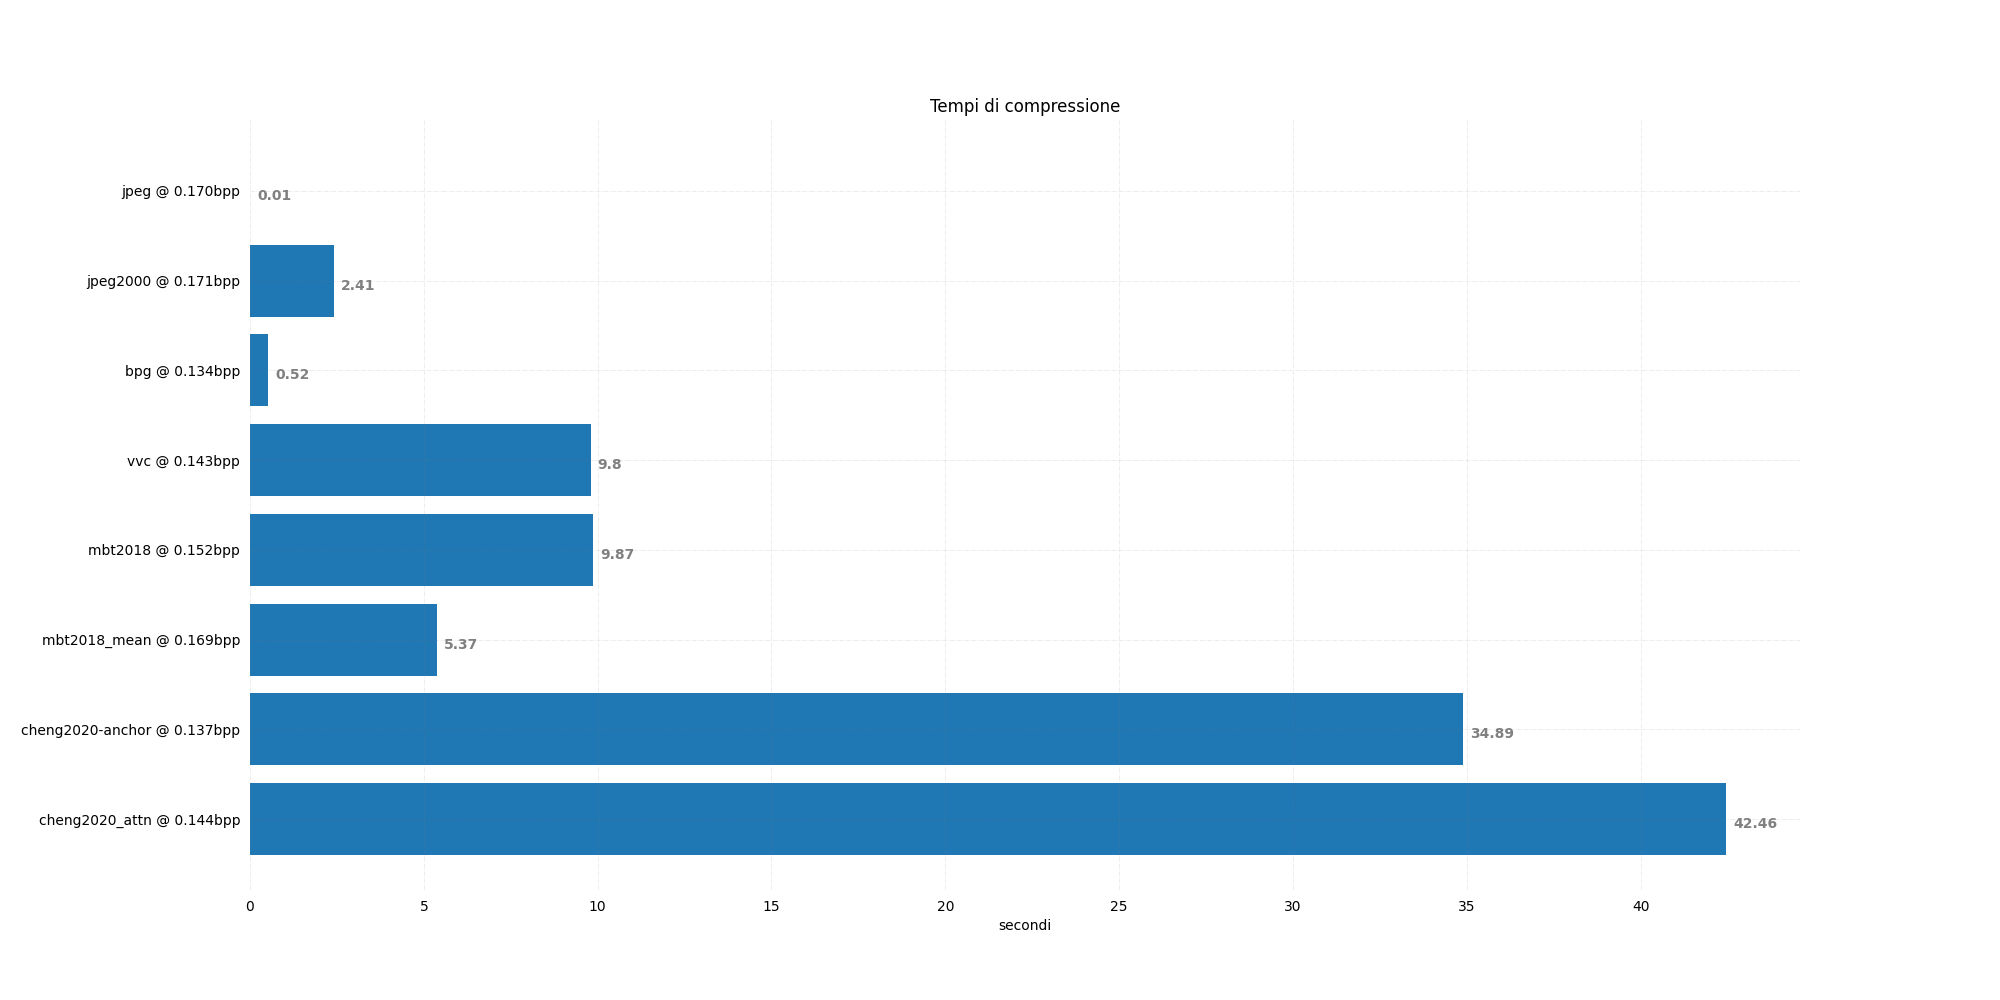 Tempi di compressione
jpeg @ 0.170bpp 0.01
jpeg2000 @ 0.171bpp 2.41
bpg @ 0.134bpp 0.52
vvc @ 0.143bpp 9.8
mbt2018 @ 0.152bpp 9.87
mbt2018_mean @ 0.169bpp 5.37
cheng2020-anchor @ 0.137bpp 34.89
cheng2020_attn @ 0.144bpp 42.46
0 5 10 15 20 25 30 35 40
secondi